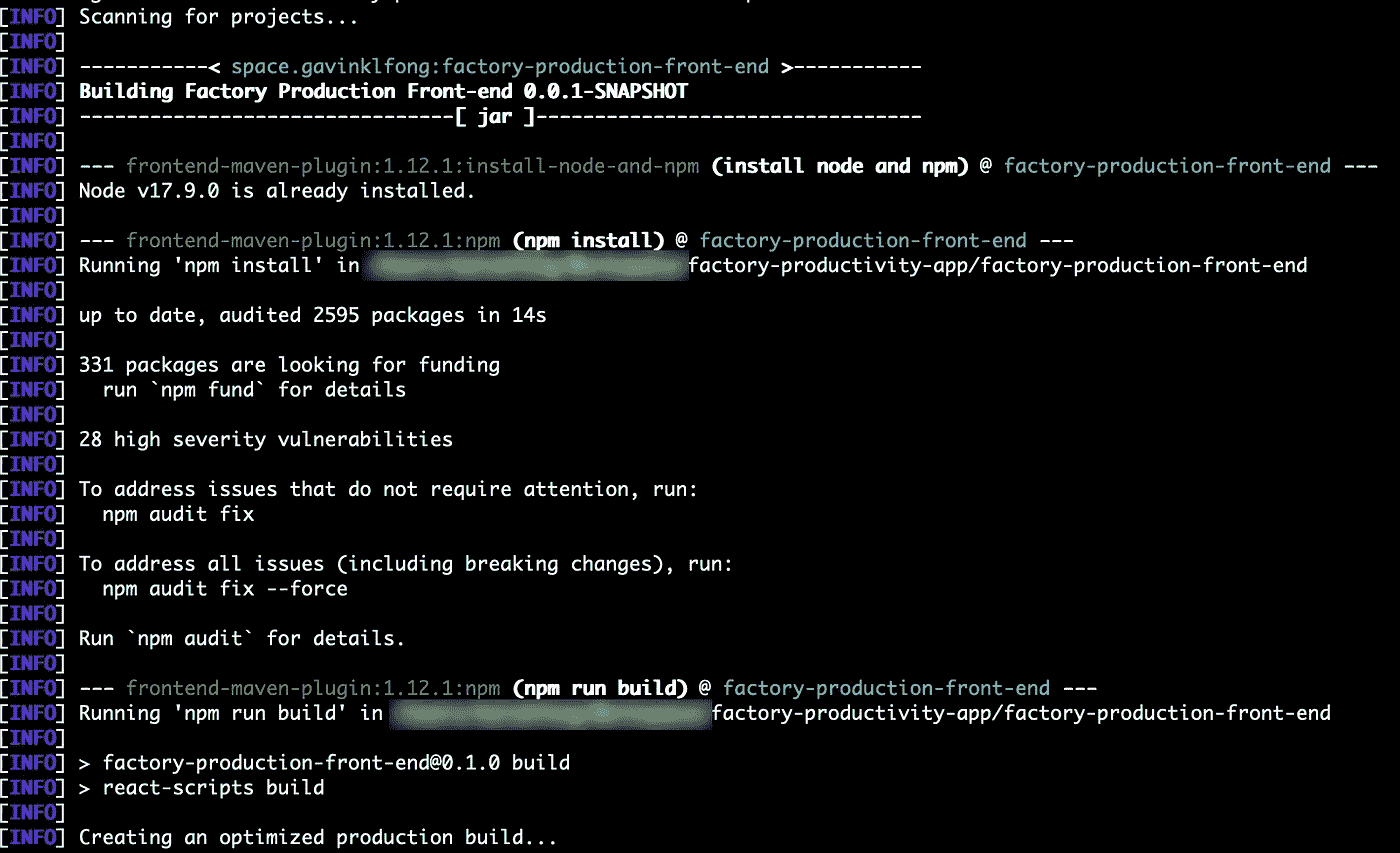 [INFO] Scanning for projects...
[INFO]
[INFO] -----------< space.gavinklfong:factory-production-front-end >-----------
[INFO] Building Factory Production Front-end 0.0.1-SNAPSHOT
[INFO] --------------------------------[ jar ]---------------------------------
[INFO]
[INFO] --- frontend-maven-plugin:1.12.1:install-node-and-npm (install node and npm) @ factory-production-front-end ---
[INFO] Node v17.9.0 is already installed.
[INFO]
[INFO] --- frontend-maven-plugin:1.12.1:npm (npm install) @ factory-production-front-end ---
[INFO] Running 'npm install' in factory-productivity-app/factory-production-front-end
[INFO]
[INFO] up to date, audited 2595 packages in 14s
[INFO]
[INFO] 331 packages are looking for funding
[INFO]   run `npm fund` for details
[INFO]
[INFO] 28 high severity vulnerabilities
[INFO]
[INFO] To address issues that do not require attention, run:
[INFO]   npm audit fix
[INFO]
[INFO] To address all issues (including breaking changes), run:
[INFO]   npm audit fix --force
[INFO]
[INFO] Run `npm audit` for details.
[INFO]
[INFO] --- frontend-maven-plugin:1.12.1:npm (npm run build) @ factory-production-front-end ---
[INFO] Running 'npm run build' in factory-productivity-app/factory-production-front-end
[INFO]
[INFO] > factory-production-front-end@0.1.0 build
[INFO] > react-scripts build
[INFO]
[INFO] Creating an optimized production build...